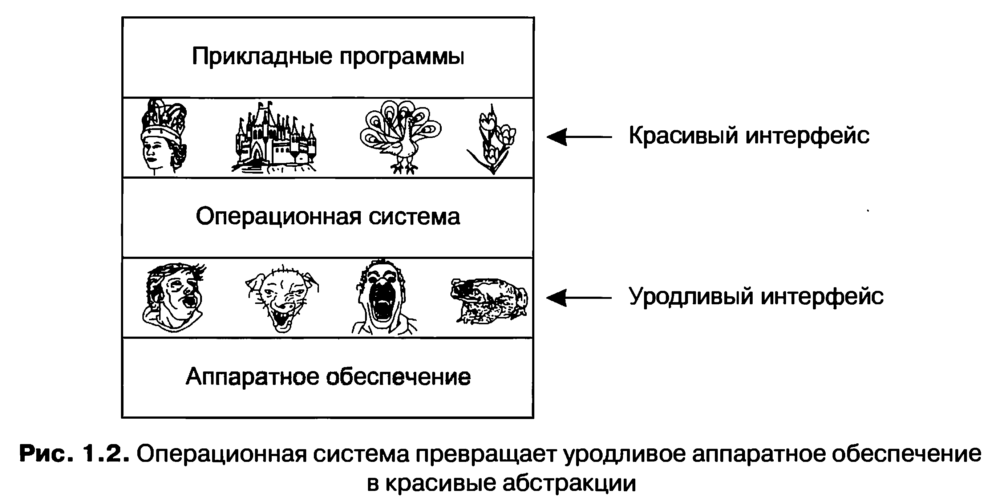 Прикладные программы
Красивый интерфейс
Операционная система
Уродливый интерфейс
Аппаратное обеспечение
Рис. 1.2. Операционная система превращает уродливое аппаратное обеспечение
в красивые абстракции